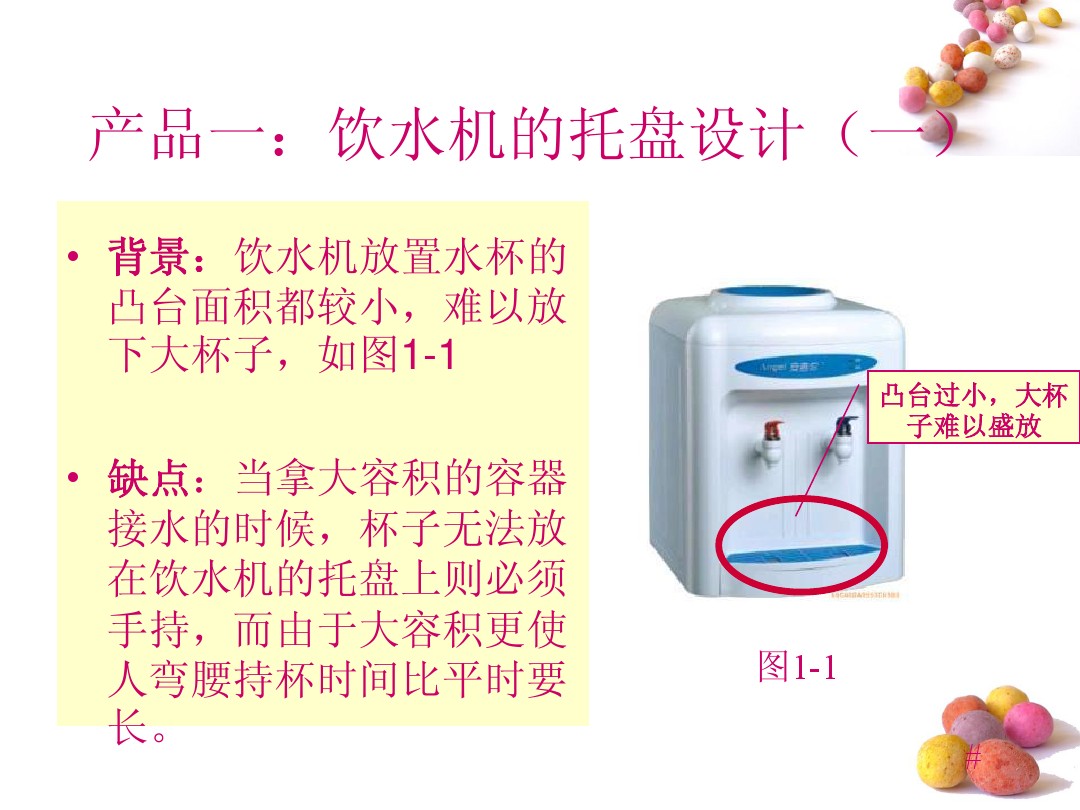 产品一：饮水机的托盘设计（一）
• 背景：饮水机放置水杯的
凸台面积都较小，难以放
下大杯子，如图1-1
• 缺点：当拿大容积的容器
接水的时候，杯子无法放
在饮水机的托盘上则必须
手持，而由于大容积更使
人弯腰持杯时间比平时要
长。
凸台过小，大杯
子难以盛放
图1-1
#